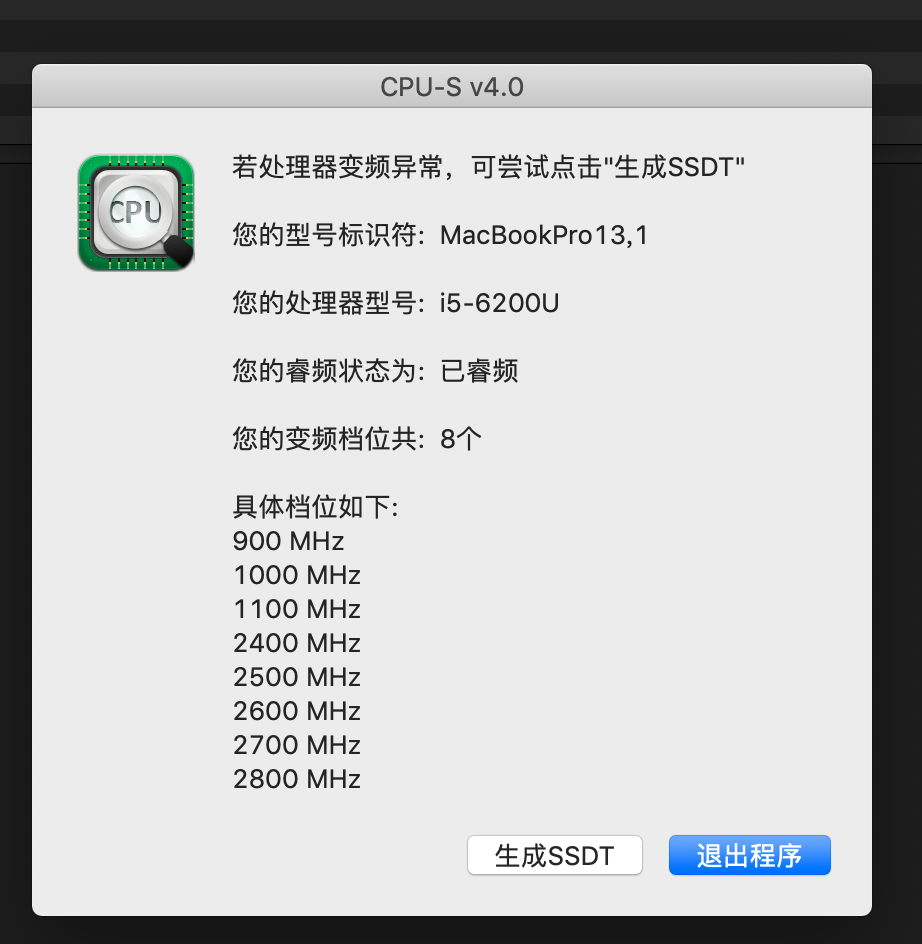 CPU-S v4.0
CPU
若处理器变频异常，可尝试点击"生成SSDT"
您的型号标识符: MacBookPro13,1
您的处理器型号: i5-6200U
您的睿频状态为: 已睿频
您的变频档位共: 8个
具体档位如下:
900 MHz
1000 MHz
1100 MHz
2400 MHz
2500 MHz
2600 MHz
2700 MHz
2800 MHz
生成SSDT
退出程序